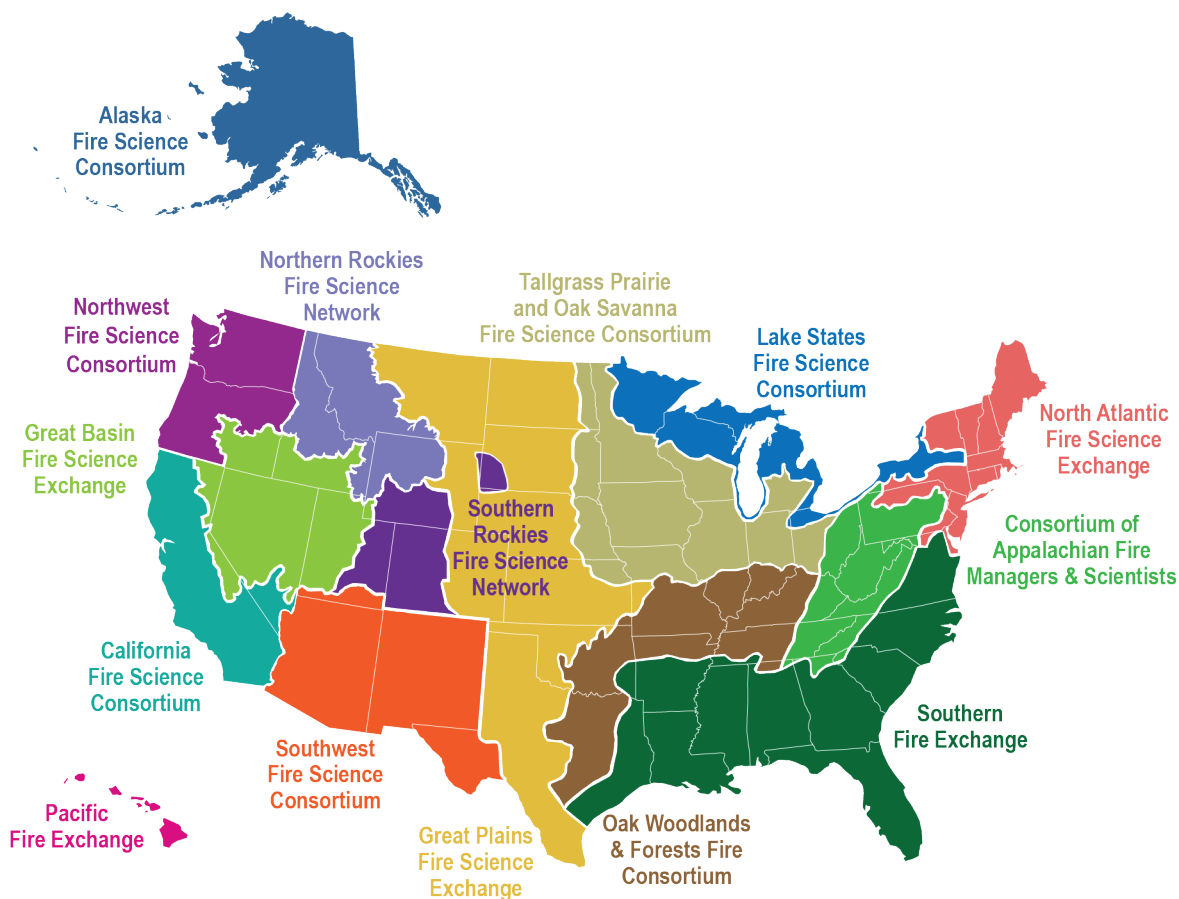 Alaska
Fire Science
Consortium
Northern Rockies
Fire Science
Network
Tallgrass Prairie
and Oak Savanna
Fire Science Consortium
Northwest
Fire Science
Consortium
Lake States
Fire Science
Consortium
North Atlantic
Fire Science
Exchange
Great Basin
Fire Science
Exchange
Southern
Rockies
Fire Science
Network
Consortium of
Appalachian Fire
Managers & Scientists
California
Fire Science
Consortium
Southern
Fire Exchange
Southwest
Fire Science
Consortium
Pacific
Fire Exchange
Great Plains
Fire Science
Exchange
Oak Woodlands
& Forests Fire
Consortium